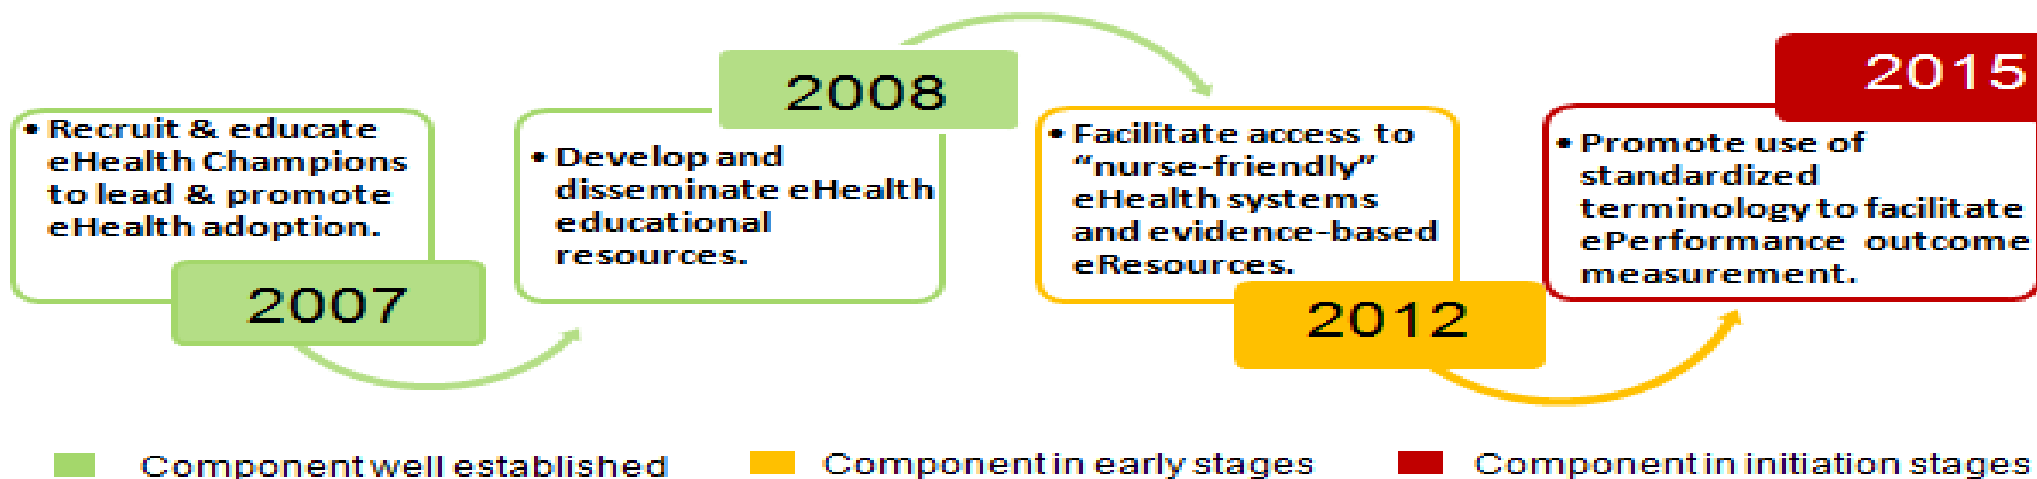 • Recruit & educate
eHealth Champions
to lead & promote
eHealth adoption.
2007
2008
• Develop and
disseminate eHealth
educational
resources.
• Facilitate access to
“nurse-friendly”
eHealth systems
and evidence-based
eResources.
2012
2015
• Promote use of
standardized
terminology to facilitate
ePerformance outcome
measurement.
Component well established
Component in early stages
Component in initiation stages